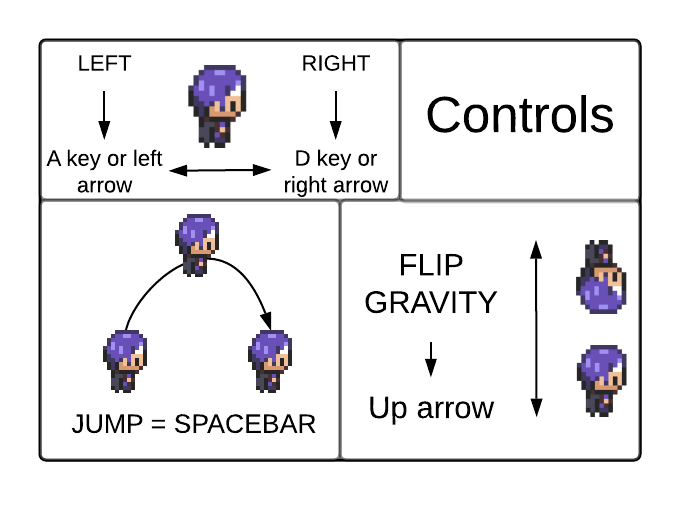 LEFT
RIGHT
A key or left
arrow
D key or
right arrow
Controls
JUMP = SPACEBAR
FLIP
GRAVITY
Up arrow